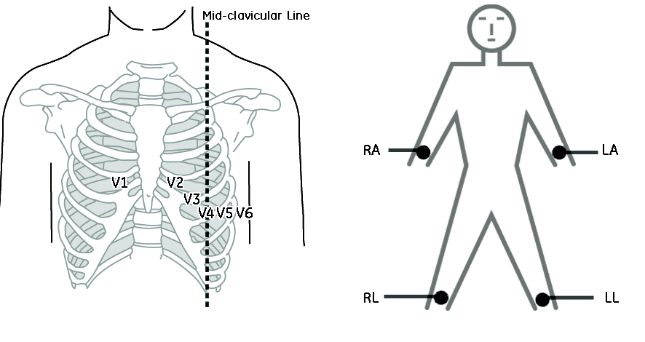 Mid-clavicular Line
V1 V2
V3
V4 V5 V6
RA LA
RL LL